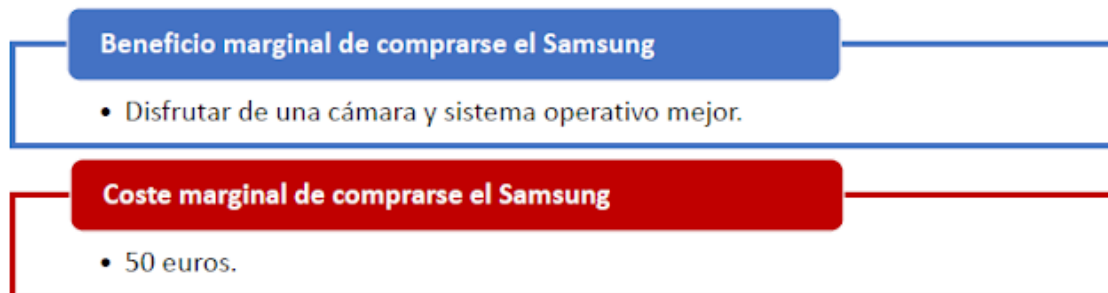 Beneficio marginal de comprarse el Samsung
• Disfrutar de una cámara y sistema operativo mejor.
Coste marginal de comprarse el Samsung
• 50 euros.